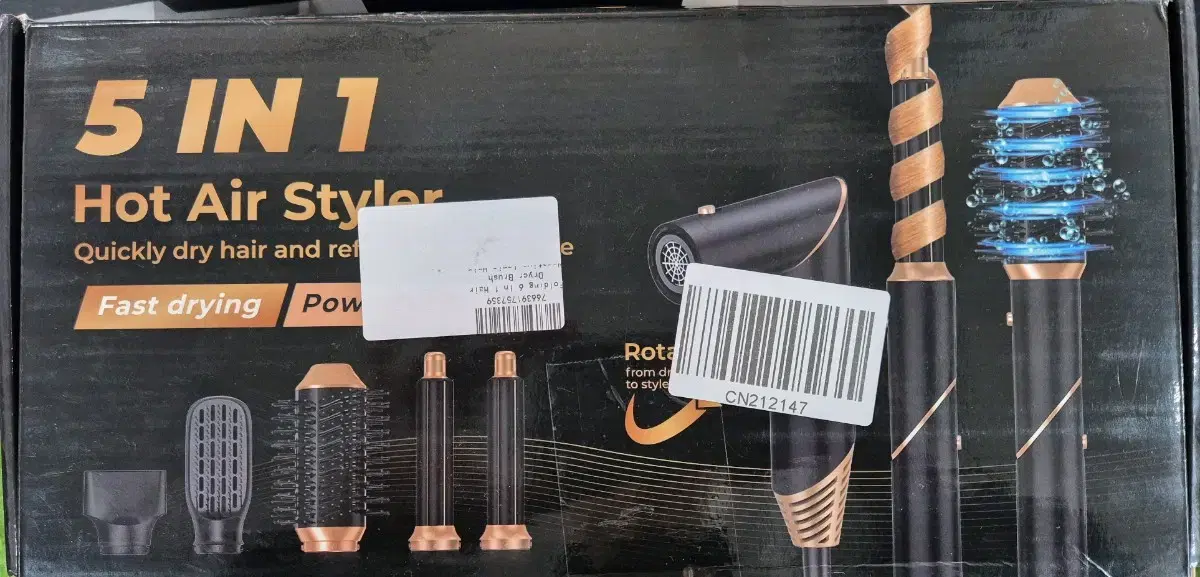 5 IN 1
Hot Air Styler
Quickly dry hair and ref
e
Fast drying
Pow
766391757359
Folding 6 In 1 Hair
Dryer Brush
Rota
from dr
to style
CN212147